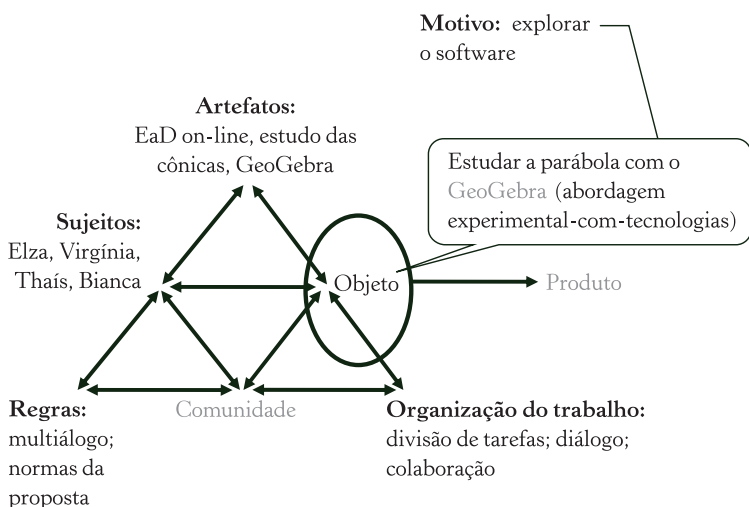 Motivo: explorar
o software
Artefatos:
EaD on-line, estudo das
cônicas, GeoGebra
Estudar a parábola com o
GeoGebra (abordagem
experimental-com-tecnologias)
Sujeitos:
Elza, Virgínia,
Thaís, Bianca
Objeto
Produto
Regras:
multiálogo;
normas da
proposta
Comunidade
Organização do trabalho:
divisão de tarefas; diálogo;
colaboração